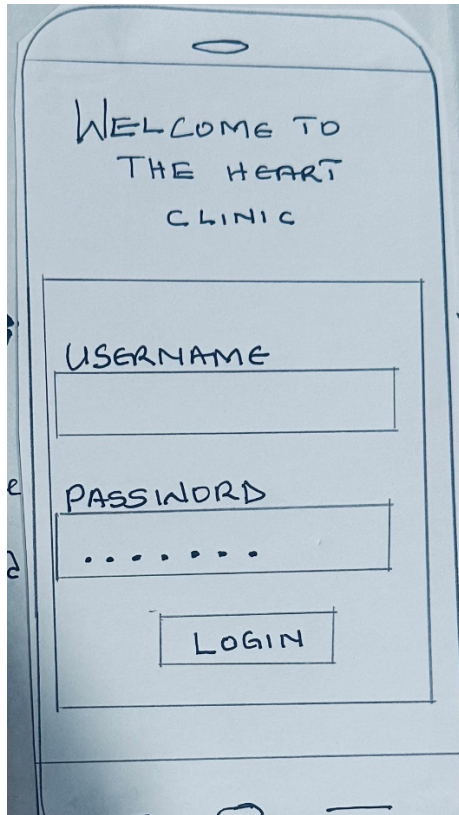 WELCOME TO
THE HEART
CLINIC
USERNAME
PASSWORD
.......
LOGIN